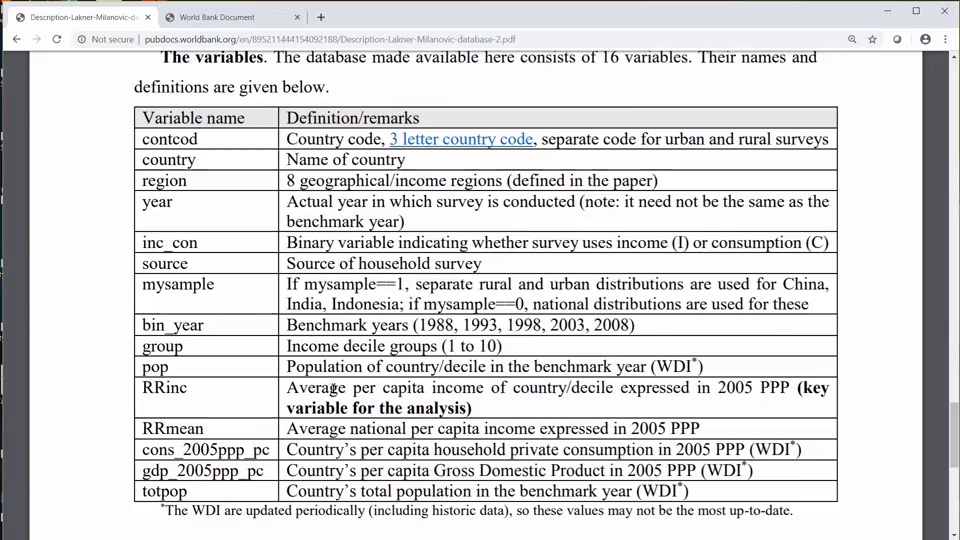 Description-Lakner-Milanovic-da
World Bank Document
Not secure
pubdocs.worldbank.org/en/895211444154092188/Description-Lakner-Milanovic-database-2.pdf
The variables. The database made available here consists of 16 variables. Their names and
definitions are given below.
Variable name Definition/remarks
contcod Country code, 3 letter country code, separate code for urban and rural surveys
country Name of country
region 8 geographical/income regions (defined in the paper)
year Actual year in which survey is conducted (note: it need not be the same as the
benchmark year)
inc_con Binary variable indicating whether survey uses income (I) or consumption (C)
source Source of household survey
mysample If mysample==1, separate rural and urban distributions are used for China,
India, Indonesia; if mysample==0, national distributions are used for these
bin_year Benchmark years (1988, 1993, 1998, 2003, 2008)
group Income decile groups (1 to 10)
pop Population of country/decile in the benchmark year (WDI*)
RRinc Average per capita income of country/decile expressed in 2005 PPP (key
variable for the analysis)
RRmean Average national per capita income expressed in 2005 PPP
cons_2005ppp_pc Country's per capita household private consumption in 2005 PPP (WDI*)
gdp_2005ppp_pc Country's per capita Gross Domestic Product in 2005 PPP (WDI*)
totpop Country's total population in the benchmark year (WDI*)
*The WDI are updated periodically (including historic data), so these values may not be the most up-to-date.